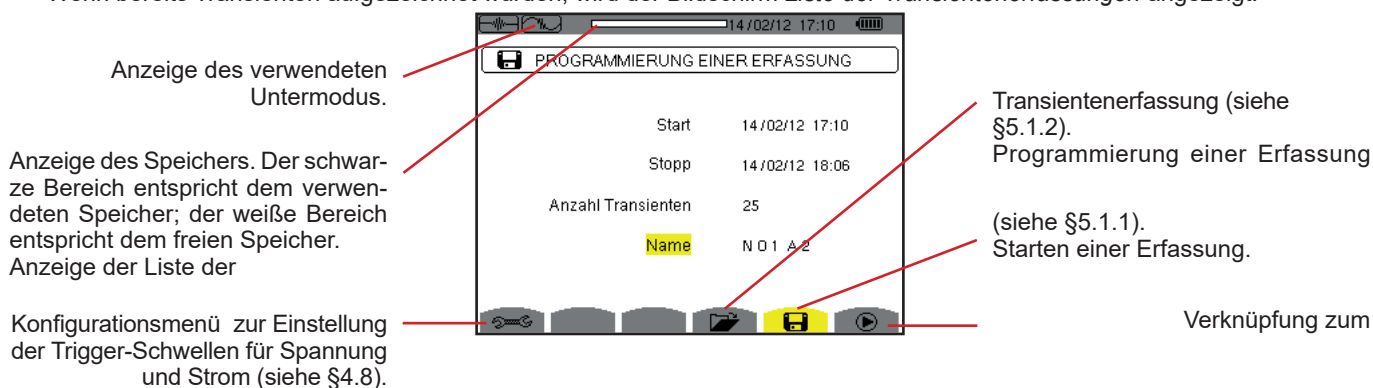 Wenn bereits Transienten aufgezeichnet wurden, wird der Bildschirm Liste der Transientenerfassungen angezeigt.
14/02/12 17:10
PROGRAMMIERUNG EINER ERFASSUNG
Start 14/02/12 17:10
Stopp 14/02/12 18:06
Anzahl Transienten 25
Name N O 1 A 2
Anzeige des verwendeten
Untermodus.
Anzeige des Speichers. Der schwar-
ze Bereich entspricht dem verwen-
deten Speicher; der weiße Bereich
entspricht dem freien Speicher.
Anzeige der Liste der
Konfigurationsmenü zur Einstellung
der Trigger-Schwellen für Spannung
und Strom (siehe §4.8).
Transientenerfassung (siehe
§5.1.2).
Programmierung einer Erfassung
(siehe §5.1.1).
Starten einer Erfassung.
Verknüpfung zum